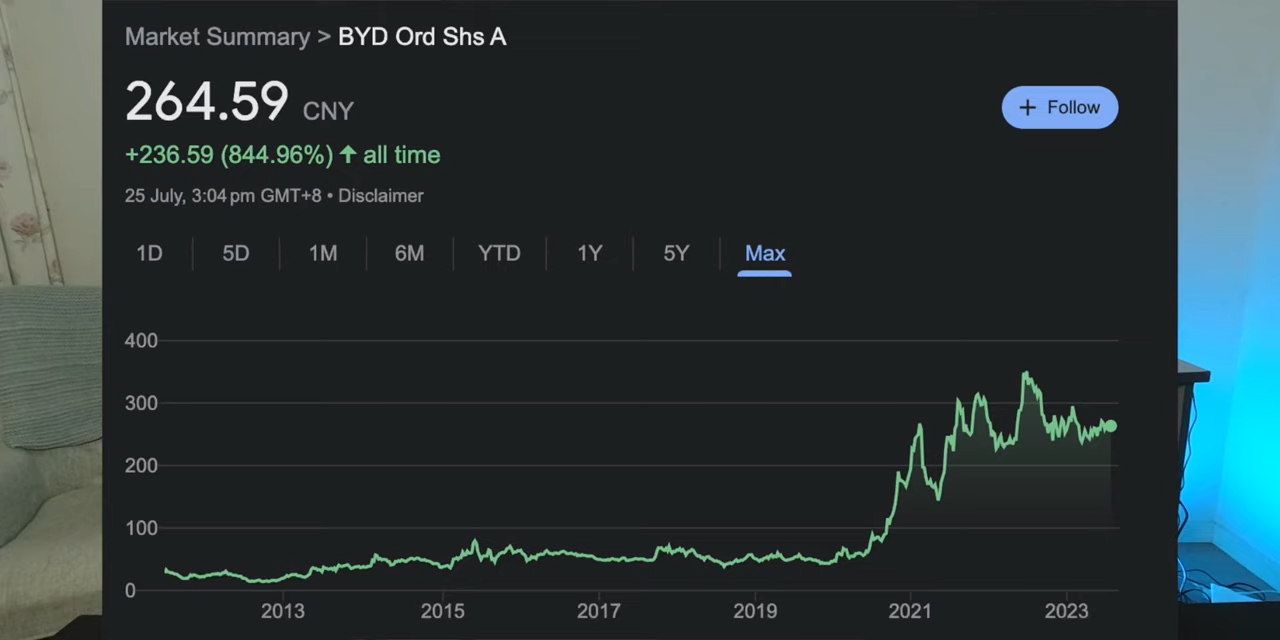 Market Summary > BYD Ord Shs A
264.59 CNY
+ Follow
+236.59 (844.96%) ↑ all time
25 July, 3:04 pm GMT+8 • Disclaimer
1D 5D 1M 6M YTD 1Y 5Y Max
400
300
200
100
0
2013 2015 2017 2019 2021 2023